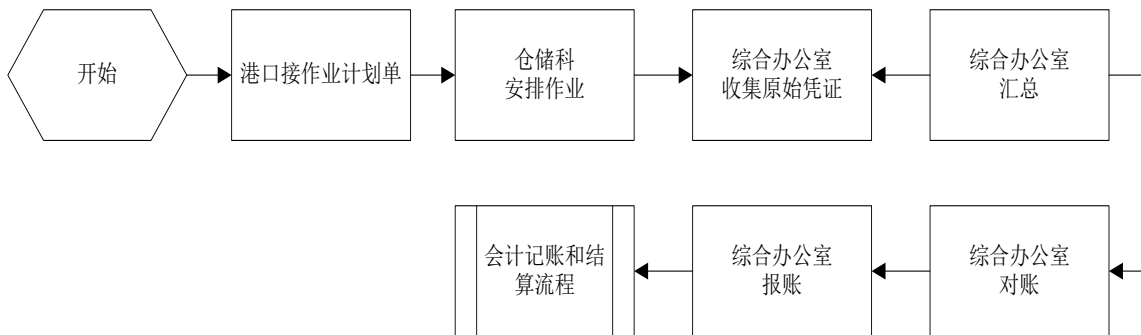 开始
港口接作业计划单
仓储科
安排作业
综合办公室
收集原始凭证
综合办公室
汇总
会计记账和结
算流程
综合办公室
报账
综合办公室
对账